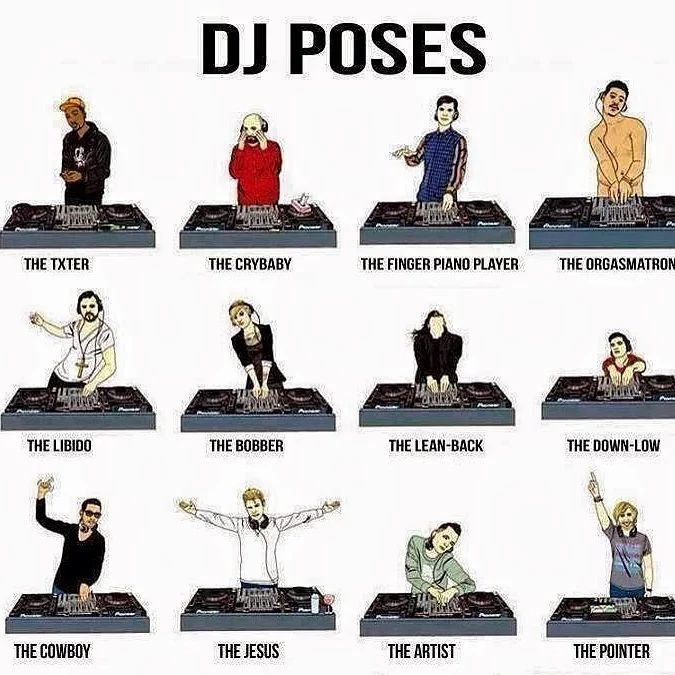 DJ POSES
THE TXTER
THE CRYBABY
THE FINGER PIANO PLAYER
THE ORGASMATRON
THE LIBIDO
THE BOBBER
THE LEAN-BACK
THE DOWN-LOW
THE COWBOY
THE JESUS
THE ARTIST
THE POINTER